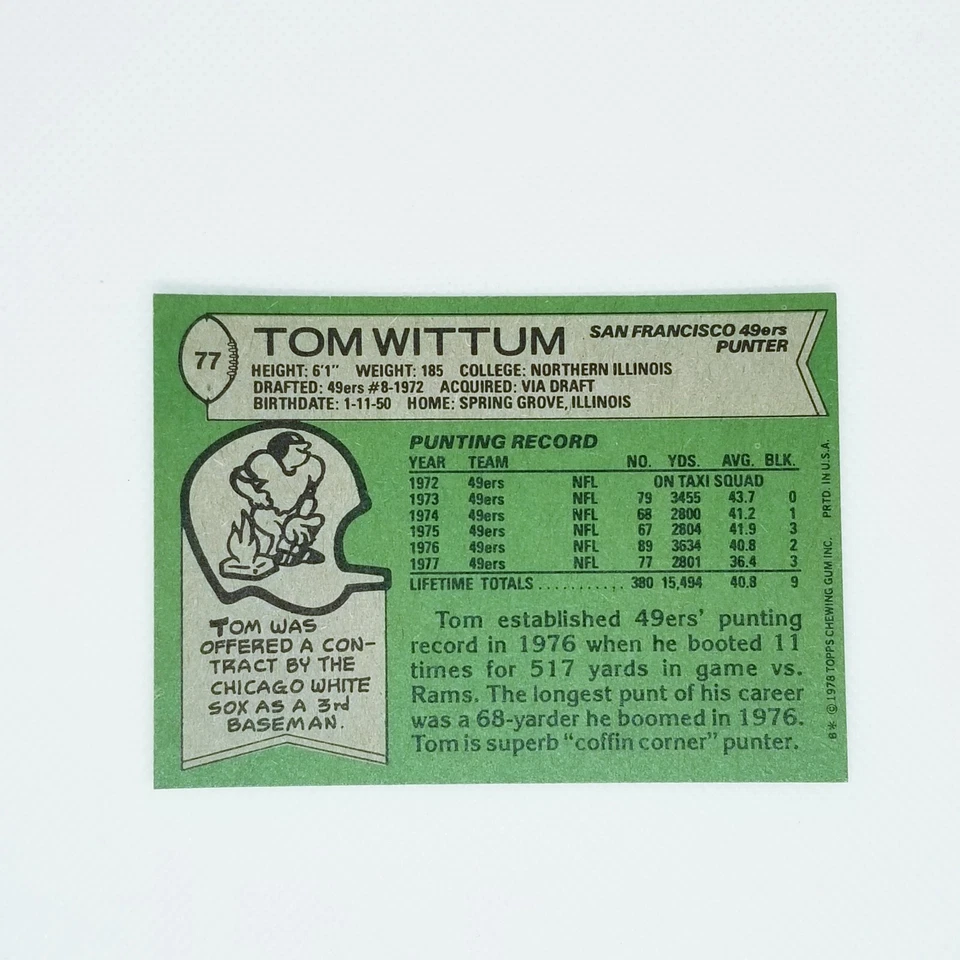 77
TOM WITTUM
SAN FRANCISCO 49ers
PUNTER
HEIGHT: 6'1" WEIGHT: 185 COLLEGE: NORTHERN ILLINOIS
DRAFTED: 49ers #8-1972 ACQUIRED: VIA DRAFT
BIRTHDATE: 1-11-50 HOME: SPRING GROVE, ILLINOIS
PUNTING RECORD
YEAR TEAM NO. YDS. AVG. BLK.
1972 49ers NFL ON TAXI SQUAD
1973 49ers NFL 79 3455 43.7 0
1974 49ers NFL 68 2800 41.2 1
1975 49ers NFL 67 2804 41.9 3
1976 49ers NFL 89 3634 40.8 2
1977 49ers NFL 77 2801 36.4 3
LIFETIME TOTALS........... 380 15,494 40.8 9
TOM WAS
OFFERED A CON-
TRACT BY THE
CHICAGO WHITE
SOX AS A 3rd
BASEMAN.
Tom established 49ers' punting
record in 1976 when he booted 11
times for 517 yards in game vs.
Rams. The longest punt of his career
was a 68-yarder he boomed in 1976.
Tom is superb "coffin corner" punter.
B* © 1978 TOPPS CHEWING GUM INC. PRTD. IN U.S.A.